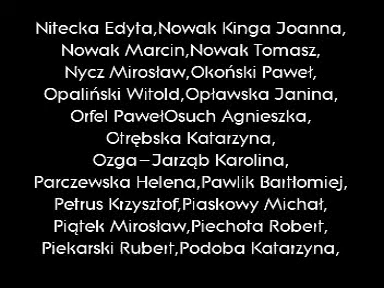 Nitecka Edyta,Nowak Kinga Joanna,
Nowak Marcin,Nowak Tomasz,
Nycz Mirosław,Okoński Paweł,
Opaliński Witold,Opławska Janina,
Orfel PawełOsuch Agnieszka,
Otrębska Katarzyna,
Ozga-Jarząb Karolina,
Parczewska Helena,Pawlik Bartłomiej,
Petrus Krzysztof,Piaskowy Michał,
Piątek Mirosław,Piechota Robert,
Piekarski Rubert,Podoba Katarzyna,